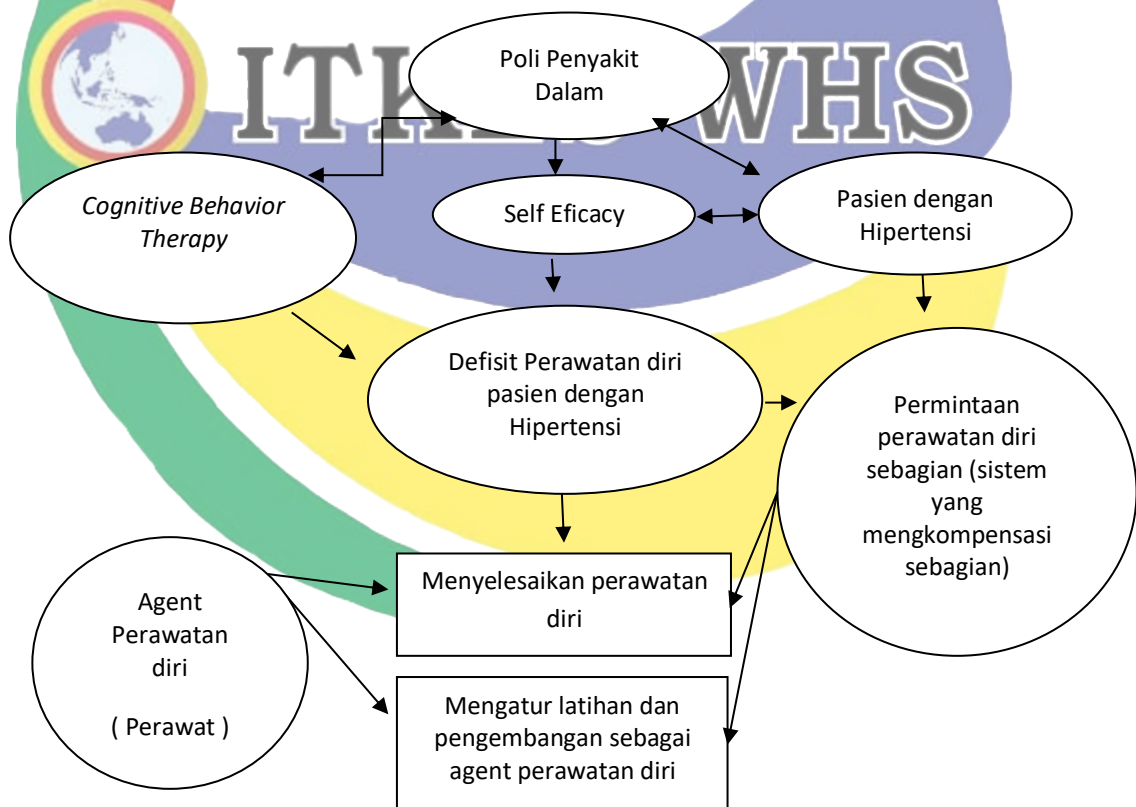 Poli Penyakit
Dalam
ITK WHS
Cognitive Behavior
Therapy
Self Eficacy
Pasien dengan
Hipertensi
Defisit Perawatan diri
pasien dengan
Hipertensi
Permintaan
perawatan diri
sebagian (sistem
yang
mengkompensasi
sebagian)
Menyelesaikan perawatan
diri
Agent
Perawatan
diri
( Perawat )
Mengatur latihan dan
pengembangan sebagai
agent perawatan diri